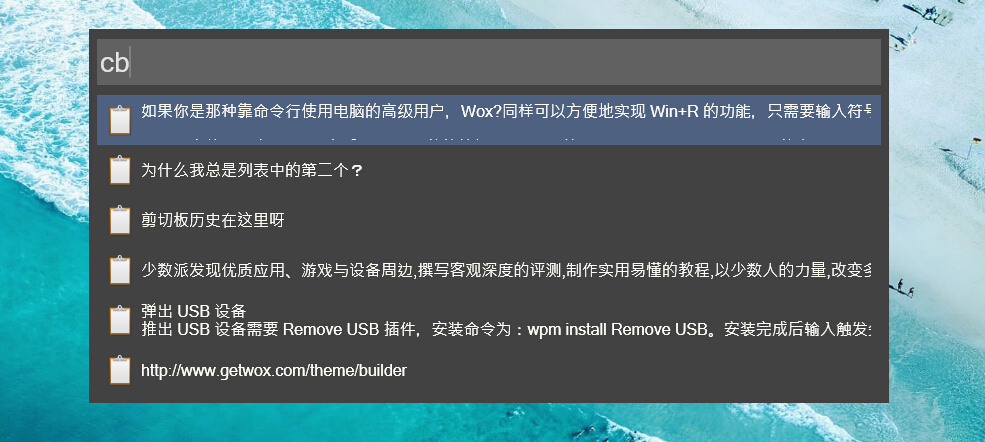 cb
如果你是那种靠命令行使用电脑的高级用户，Wox?同样可以方便地实现 Win+R 的功能，只需要输入符号
为什么我总是列表中的第二个？
剪切板历史在这里呀
少数派发现优质应用、游戏与设备周边,撰写客观深度的评测,制作实用易懂的教程,以少数人的力量,改变多
弹出 USB 设备
推出 USB 设备需要 Remove USB 插件，安装命令为：wpm install Remove USB。安装完成后输入触发
http://www.getwox.com/theme/builder